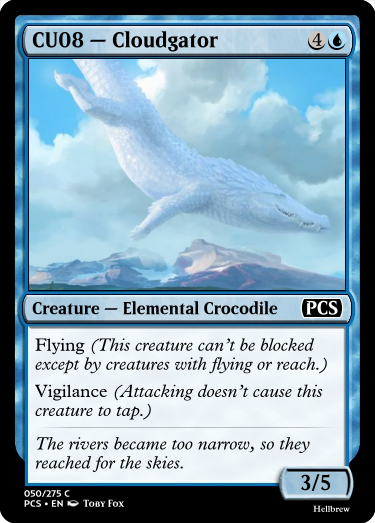 CU08 — Cloudgator 4
Creature — Elemental Crocodile PCS
Flying (This creature can't be blocked
except by creatures with flying or reach.)
Vigilance (Attacking doesn't cause this
creature to tap.)
The rivers became too narrow, so they
reached for the skies.
3/5
050/275 C
PCS • EN Toby Fox
Hellbrew